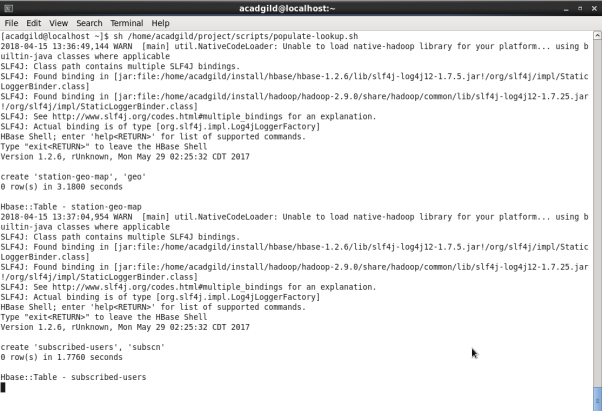 acadgild@localhost:~
File Edit View Search Terminal Help
[acadgild@localhost ~]$ sh /home/acadgild/project/scripts/populate-lookup.sh
2018-04-15 13:36:49,144 WARN  [main] util.NativeCodeLoader: Unable to load native-hadoop library for your platform... using b
uiltin-java classes where applicable
SLF4J: Class path contains multiple SLF4J bindings.
SLF4J: Found binding in [jar:file:/home/acadgild/install/hbase/hbase-1.2.6/lib/slf4j-log4j12-1.7.5.jar!/org/slf4j/impl/Static
LoggerBinder.class]
SLF4J: Found binding in [jar:file:/home/acadgild/install/hadoop/hadoop-2.9.0/share/hadoop/common/lib/slf4j-log4j12-1.7.25.jar
!/org/slf4j/impl/StaticLoggerBinder.class]
SLF4J: See http://www.slf4j.org/codes.html#multiple_bindings for an explanation.
SLF4J: Actual binding is of type [org.slf4j.impl.Log4jLoggerFactory]
HBase Shell; enter 'help<RETURN>' for list of supported commands.
Type "exit<RETURN>" to leave the HBase Shell
Version 1.2.6, rUnknown, Mon May 29 02:25:32 CDT 2017
create 'station-geo-map', 'geo'
0 row(s) in 3.1800 seconds
Hbase::Table - station-geo-map
2018-04-15 13:37:04,954 WARN  [main] util.NativeCodeLoader: Unable to load native-hadoop library for your platform... using b
uiltin-java classes where applicable
SLF4J: Class path contains multiple SLF4J bindings.
SLF4J: Found binding in [jar:file:/home/acadgild/install/hbase/hbase-1.2.6/lib/slf4j-log4j12-1.7.5.jar!/org/slf4j/impl/Static
LoggerBinder.class]
SLF4J: Found binding in [jar:file:/home/acadgild/install/hadoop/hadoop-2.9.0/share/hadoop/common/lib/slf4j-log4j12-1.7.25.jar
!/org/slf4j/impl/StaticLoggerBinder.class]
SLF4J: See http://www.slf4j.org/codes.html#multiple_bindings for an explanation.
SLF4J: Actual binding is of type [org.slf4j.impl.Log4jLoggerFactory]
HBase Shell; enter 'help<RETURN>' for list of supported commands.
Type "exit<RETURN>" to leave the HBase Shell
Version 1.2.6, rUnknown, Mon May 29 02:25:32 CDT 2017
create 'subscribed-users', 'subscn'
0 row(s) in 1.7760 seconds
Hbase::Table - subscribed-users